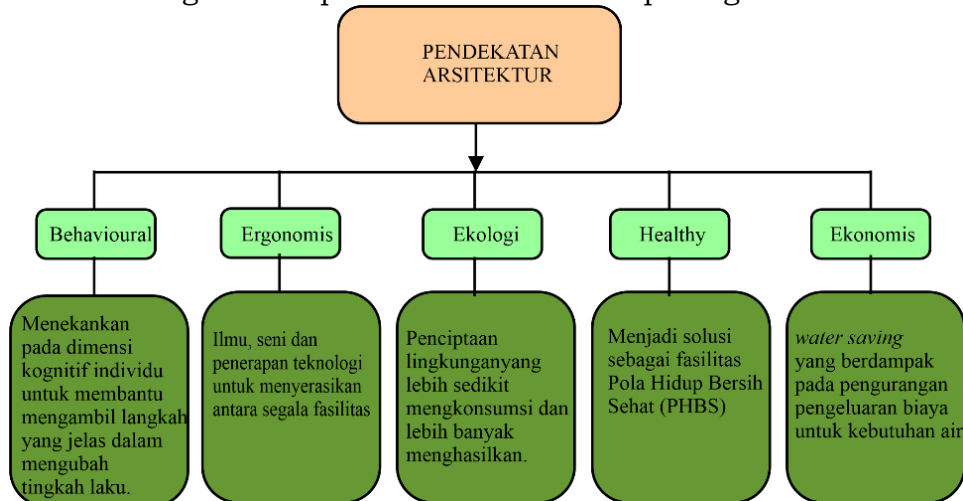 PENDEKATAN
ARSITEKTUR
Behavioural
Ergonomis
Ekologi
Healthy
Ekonomis
Menekankan
pada dimensi
kognitif individu
untuk membantu
mengambil langkah
yang jelas dalam
mengubah
tingkah laku.
Ilmu, seni dan
penerapan teknologi
untuk menyerasikan
antara segala fasilitas
Penciptaan
lingkunganyang
lebih sedikit
mengkonsumsi dan
lebih banyak
menghasilkan.
Menjadi solusi
sebagai fasilitas
Pola Hidup Bersih
Sehat (PHBS)
water saving
yang berdampak
pada pengurangan
pengeluaran biaya
untuk kebutuhan air